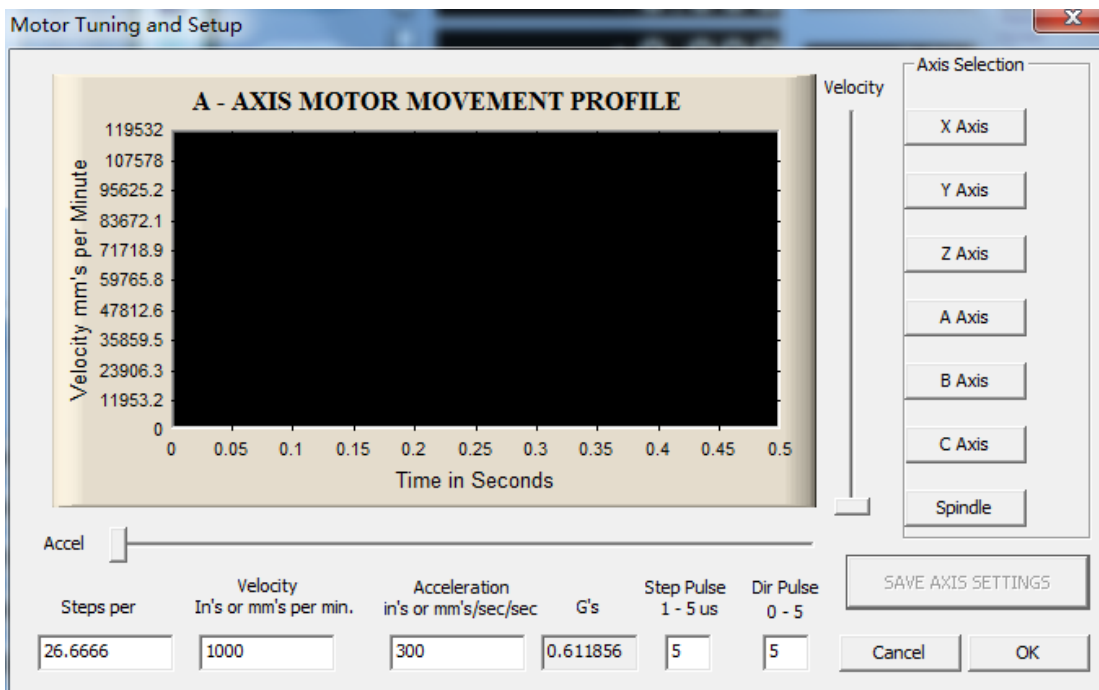 Motor Tuning and Setup
x
A - AXIS MOTOR MOVEMENT PROFILE
Velocity mm's per Minute
119532
107578
95625.2
83672.1
71718.9
59765.8
47812.6
35859.5
23906.3
11953.2
0
0 0.05 0.1 0.15 0.2 0.25 0.3 0.35 0.4 0.45 0.5
Time in Seconds
Velocity
Axis Selection
X Axis
Y Axis
Z Axis
A Axis
B Axis
C Axis
Spindle
Accel
Steps per
Velocity
In's or mm's per min.
Acceleration
in's or mm's/sec/sec
G's
Step Pulse
1 - 5 us
Dir Pulse
0 - 5
26.6666 1000 300 0.611856 5 5
SAVE AXIS SETTINGS
Cancel OK